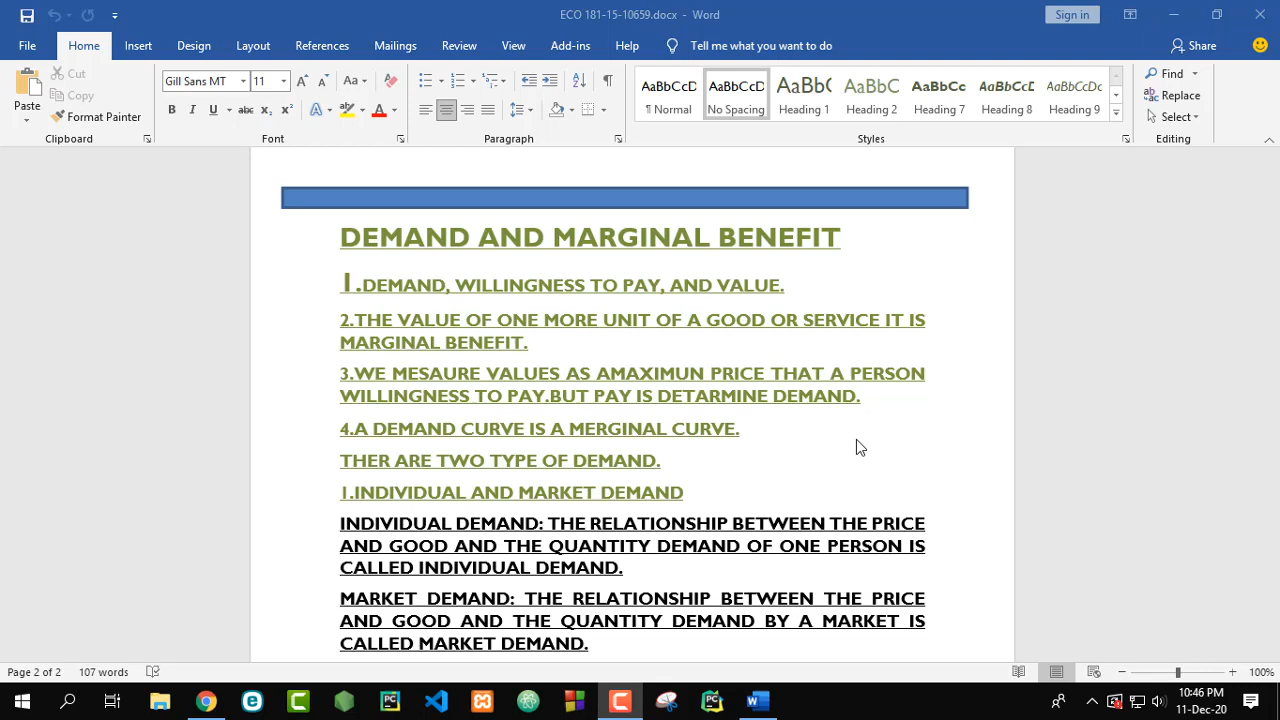 ECO 181-15-10659.docx - Word
Sign in
File Home Insert Design Layout References Mailings Review View Add-ins Help Tell me what you want to do Share
Paste
Cut
Copy
Format Painter
Clipboard
Gill Sans MT 11
Font
Paragraph
AaBbCcD AaBbCcD AaBbC AaBbC AaBbCc AaBbCcD AaBbCcDc
¶ Normal No Spacing Heading 1 Heading 2 Heading 7 Heading 8 Heading 9
Styles
Find
Replace
Select
Editing
DEMAND AND MARGINAL BENEFIT
1.DEMAND, WILLINGNESS TO PAY, AND VALUE.
2.THE VALUE OF ONE MORE UNIT OF A GOOD OR SERVICE IT IS
MARGINAL BENEFIT.
3.WE MESAURE VALUES AS AMAXIMUN PRICE THAT A PERSON
WILLINGNESS TO PAY.BUT PAY IS DETARMINE DEMAND.
4.A DEMAND CURVE IS A MERGINAL CURVE.
THER ARE TWO TYPE OF DEMAND.
1.INDIVIDUAL AND MARKET DEMAND
INDIVIDUAL DEMAND: THE RELATIONSHIP BETWEEN THE PRICE
AND GOOD AND THE QUANTITY DEMAND OF ONE PERSON IS
CALLED INDIVIDUAL DEMAND.
MARKET DEMAND: THE RELATIONSHIP BETWEEN THE PRICE
AND GOOD AND THE QUANTITY DEMAND BY A MARKET IS
CALLED MARKET DEMAND.
Page 2 of 2 107 words 100%
10:46 PM
11-Dec-20